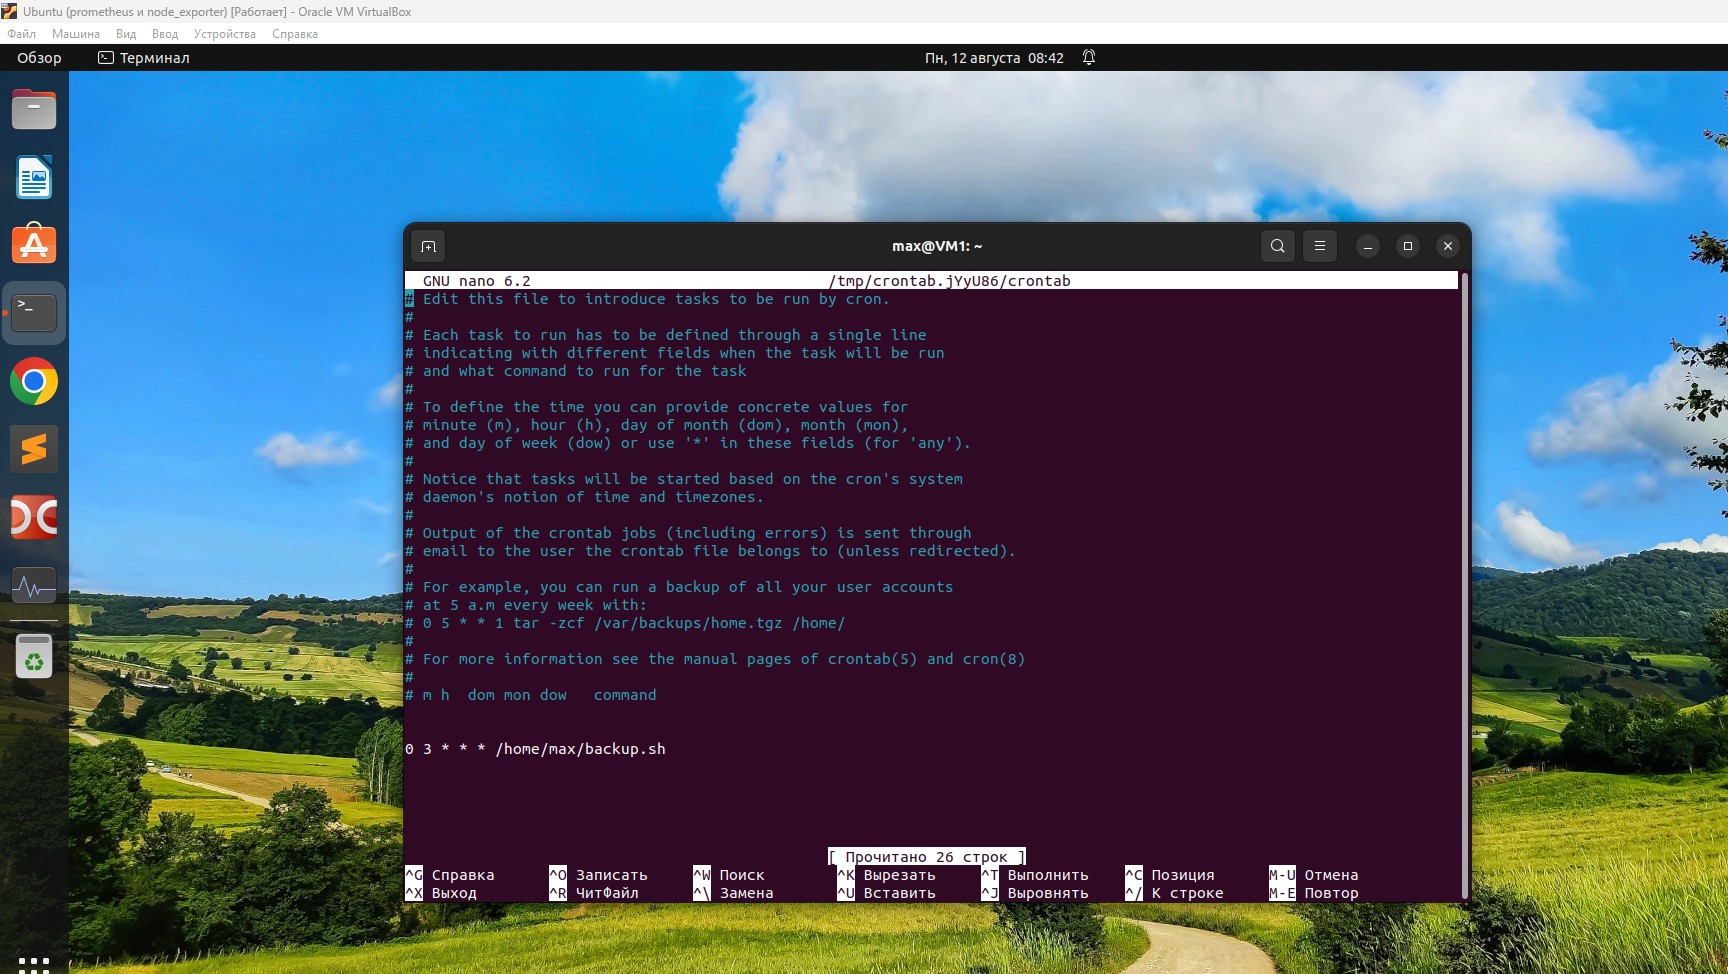 Ubuntu (prometheus и node_exporter) [Работает] - Oracle VM VirtualBox
Файл Машина Вид Ввод Устройства Справка
Обзор Терминал Пн, 12 августа 08:42
max@VM1: ~
GNU nano 6.2 /tmp/crontab.jYyU86/crontab
# Edit this file to introduce tasks to be run by cron.
#
# Each task to run has to be defined through a single line
# indicating with different fields when the task will be run
# and what command to run for the task
#
# To define the time you can provide concrete values for
# minute (m), hour (h), day of month (dom), month (mon),
# and day of week (dow) or use '*' in these fields (for 'any').
#
# Notice that tasks will be started based on the cron's system
# daemon's notion of time and timezones.
#
# Output of the crontab jobs (including errors) is sent through
# email to the user the crontab file belongs to (unless redirected).
#
# For example, you can run a backup of all your user accounts
# at 5 a.m every week with:
# 0 5 * * 1 tar -zcf /var/backups/home.tgz /home/
#
# For more information see the manual pages of crontab(5) and cron(8)
#
# m h  dom mon dow   command
0 3 * * * /home/max/backup.sh
[ Прочитано 26 строк ]
^G Справка ^O Записать ^W Поиск ^K Вырезать ^T Выполнить ^C Позиция M-U Отмена
^X Выход ^R ЧитФайл ^\ Замена ^U Вставить ^J Выровнять ^/ К строке M-E Повтор